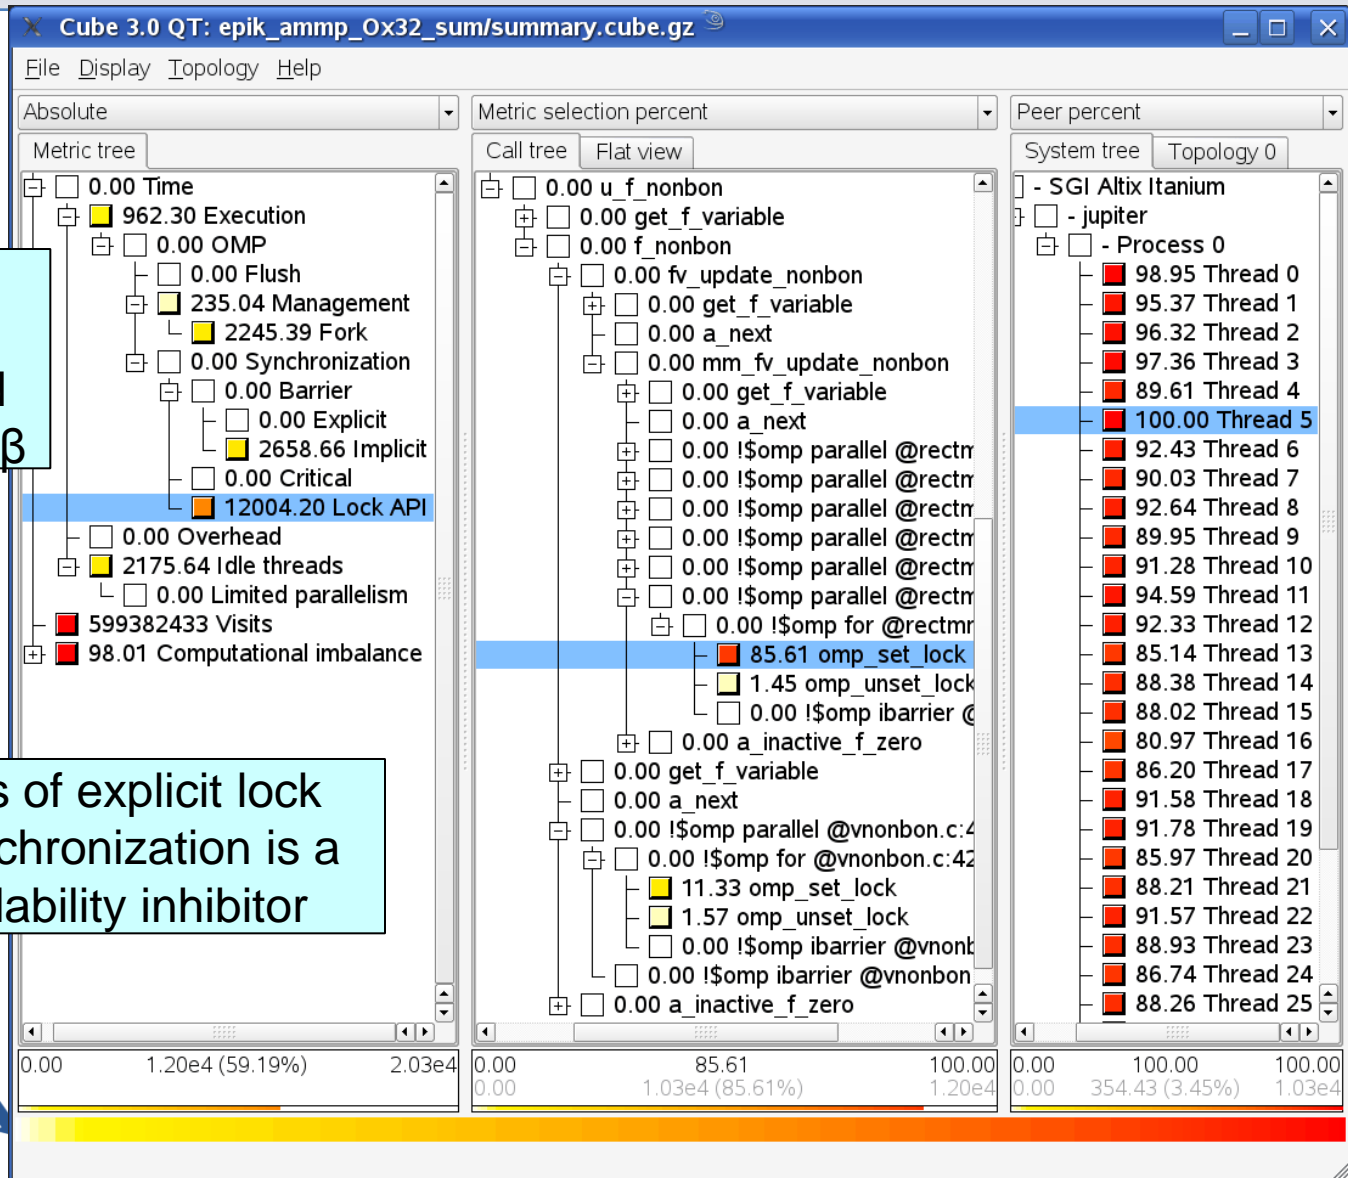 Cube 3.0 QT: epik_ammp_Ox32_sum/summary.cube.gz
File Display Topology Help
Absolute
Metric tree
0.00 Time
962.30 Execution
0.00 OMP
0.00 Flush
235.04 Management
2245.39 Fork
0.00 Synchronization
0.00 Barrier
0.00 Explicit
2658.66 Implicit
0.00 Critical
12004.20 Lock API
0.00 Overhead
2175.64 Idle threads
0.00 Limited parallelism
599382433 Visits
98.01 Computational imbalance
β
s of explicit lock
chronization is a
lability inhibitor
0.00 1.20e4 (59.19%) 2.03e4
Metric selection percent
Call tree Flat view
0.00 u_f_nonbon
0.00 get_f_variable
0.00 f_nonbon
0.00 fv_update_nonbon
0.00 get_f_variable
0.00 a_next
0.00 mm_fv_update_nonbon
0.00 get_f_variable
0.00 a_next
0.00 !$omp parallel @rectm
0.00 !$omp parallel @rectm
0.00 !$omp parallel @rectm
0.00 !$omp parallel @rectm
0.00 !$omp parallel @rectm
0.00 !$omp parallel @rectm
0.00 !$omp for @rectmr
85.61 omp_set_lock
1.45 omp_unset_lock
0.00 !$omp ibarrier @
0.00 a_inactive_f_zero
0.00 get_f_variable
0.00 a_next
0.00 !$omp parallel @vnonbon.c:4
0.00 !$omp for @vnonbon.c:42
11.33 omp_set_lock
1.57 omp_unset_lock
0.00 !$omp ibarrier @vnonb
0.00 !$omp ibarrier @vnonbon
0.00 a_inactive_f_zero
0.00 85.61 100.00
0.00 1.03e4 (85.61%) 1.20e4
Peer percent
System tree Topology 0
- SGI Altix Itanium
- jupiter
- Process 0
98.95 Thread 0
95.37 Thread 1
96.32 Thread 2
97.36 Thread 3
89.61 Thread 4
100.00 Thread 5
92.43 Thread 6
90.03 Thread 7
92.64 Thread 8
89.95 Thread 9
91.28 Thread 10
94.59 Thread 11
92.33 Thread 12
85.14 Thread 13
88.38 Thread 14
88.02 Thread 15
80.97 Thread 16
86.20 Thread 17
91.58 Thread 18
91.78 Thread 19
85.97 Thread 20
88.21 Thread 21
91.57 Thread 22
88.93 Thread 23
86.74 Thread 24
88.26 Thread 25
0.00 100.00 100.00
0.00 354.43 (3.45%) 1.03e4